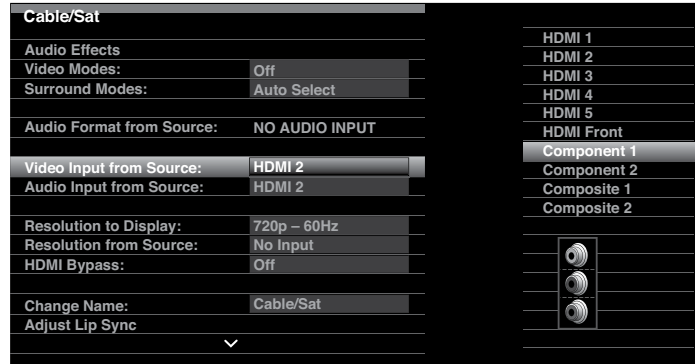 Cable/Sat
Audio Effects
Video Modes: Off
Surround Modes: Auto Select
Audio Format from Source: NO AUDIO INPUT
Video Input from Source: HDMI 2
Audio Input from Source: HDMI 2
Resolution to Display: 720p – 60Hz
Resolution from Source: No Input
HDMI Bypass: Off
Change Name: Cable/Sat
Adjust Lip Sync
HDMI 1
HDMI 2
HDMI 3
HDMI 4
HDMI 5
HDMI Front
Component 1
Component 2
Composite 1
Composite 2